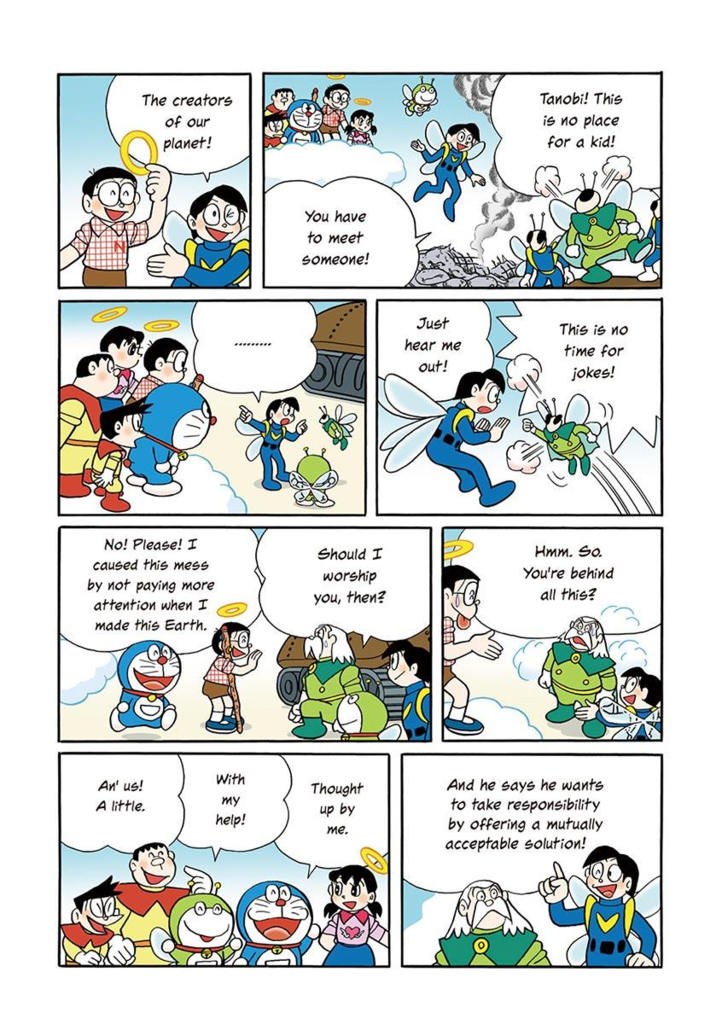 The creators
of our
planet!
N
Tanobi! This
is no place
for a kid!
You have
to meet
someone!
..........
Just
hear me
out!
This is no
time for
jokes!
No! Please! I
caused this mess
by not paying more
attention when I
made this Earth.
Should I
worship
you, then?
Hmm. So.
You're behind
all this?
An' us!
A little.
With
my
help!
Thought
up by
me.
And he says he wants
to take responsibility
by offering a mutually
acceptable solution!